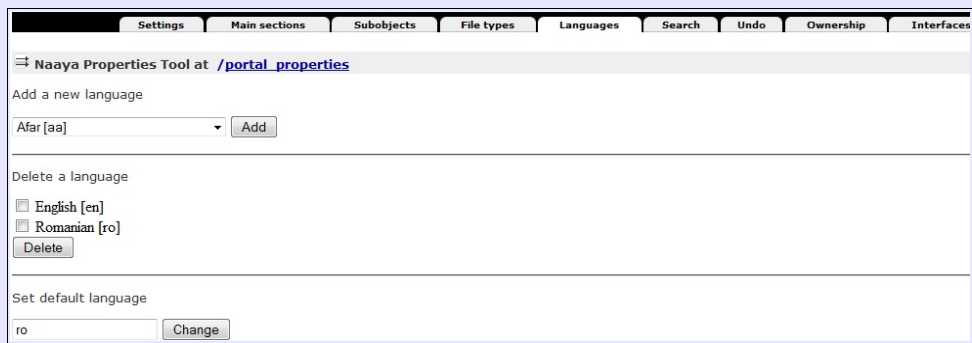 Settings Main sections Subobjects File types Languages Search Undo Ownership Interfaces
Naaya Properties Tool at /portal_properties
Add a new language
Afar [aa] Add
Delete a language
English [en]
Romanian [ro]
Delete
Set default language
ro Change